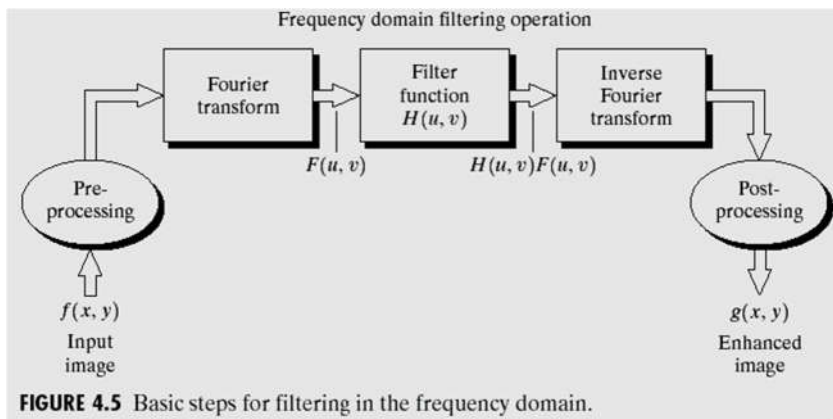 Frequency domain filtering operation
Fourier
transform
Filter
function
H(u, v)
Inverse
Fourier
transform
F(u, v)
H(u, v)F(u, v)
Pre-
processing
Post-
processing
f(x, y)
Input
image
g(x, y)
Enhanced
image
FIGURE 4.5 Basic steps for filtering in the frequency domain.